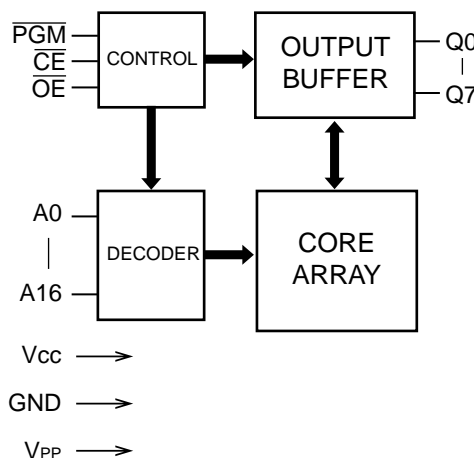 PGM
CE
OE
CONTROL
OUTPUT
BUFFER
Q0
Q7
A0
A16
DECODER
CORE
ARRAY
Vcc
GND
VPP